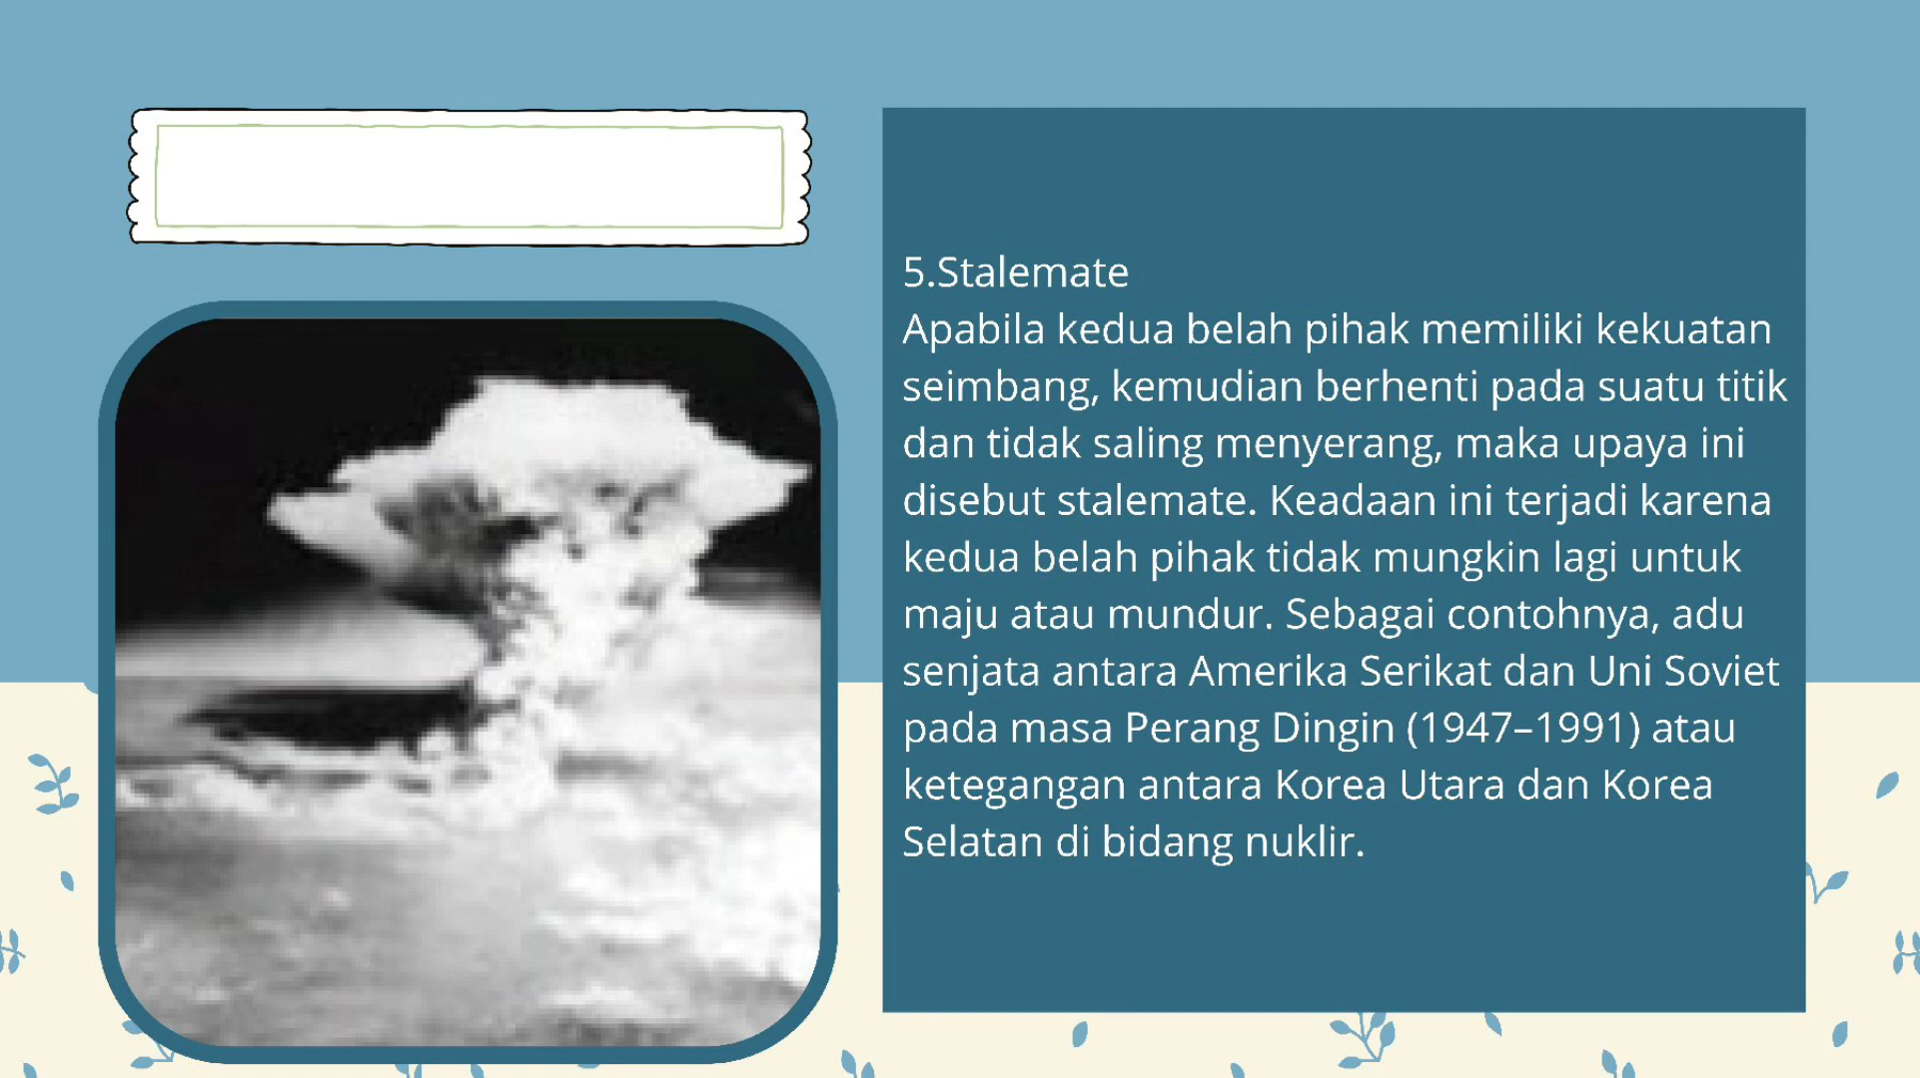 5.Stalemate
Apabila kedua belah pihak memiliki kekuatan
seimbang, kemudian berhenti pada suatu titik
dan tidak saling menyerang, maka upaya ini
disebut stalemate. Keadaan ini terjadi karena
kedua belah pihak tidak mungkin lagi untuk
maju atau mundur. Sebagai contohnya, adu
senjata antara Amerika Serikat dan Uni Soviet
pada masa Perang Dingin (1947–1991) atau
ketegangan antara Korea Utara dan Korea
Selatan di bidang nuklir.